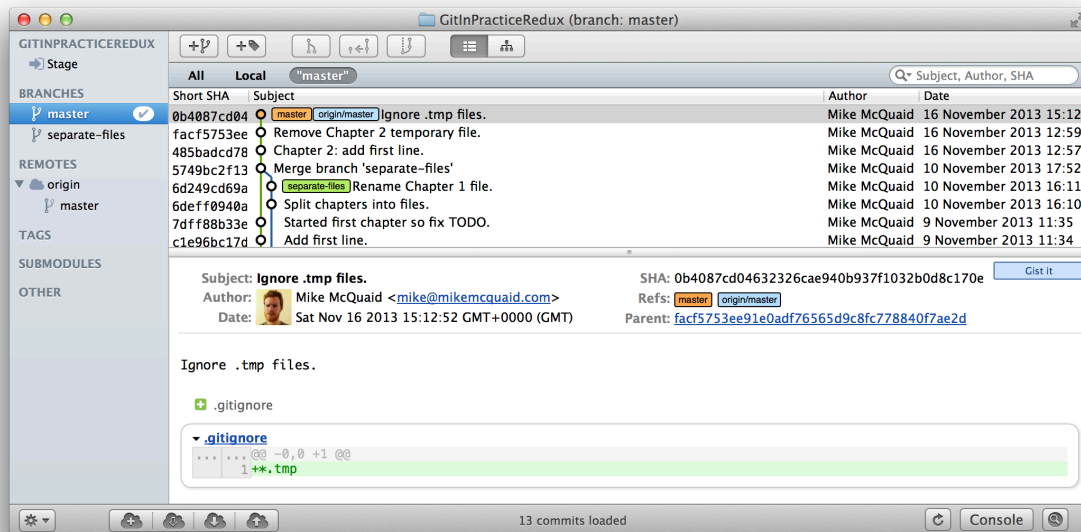 GitInPracticeRedux (branch: master)
GITINPRACTICEREDUX
Stage
BRANCHES
master
separate-files
REMOTES
origin
master
TAGS
SUBMODULES
OTHER
All Local "master" Subject, Author, SHA
Short SHA Subject Author Date
0b4087cd04 master origin/master Ignore .tmp files. Mike McQuaid 16 November 2013 15:12
facf5753ee Remove Chapter 2 temporary file. Mike McQuaid 16 November 2013 12:59
485badcd78 Chapter 2: add first line. Mike McQuaid 16 November 2013 12:57
5749bc2f13 Merge branch 'separate-files' Mike McQuaid 10 November 2013 17:52
6d249cd69a separate-files Rename Chapter 1 file. Mike McQuaid 10 November 2013 16:11
6deff0940a Split chapters into files. Mike McQuaid 10 November 2013 16:10
7dff88b33e Started first chapter so fix TODO. Mike McQuaid 9 November 2013 11:35
c1e96bc17d Add first line. Mike McQuaid 9 November 2013 11:34
Subject: Ignore .tmp files.
Author: Mike McQuaid <mike@mikemcquaid.com>
Date: Sat Nov 16 2013 15:12:52 GMT+0000 (GMT)
SHA: 0b4087cd04632326cae940b937f1032b0d8c170e
Gist it
Refs: master origin/master
Parent: facf5753ee91e0adf76565d9c8fc778840f7ae2d
Ignore .tmp files.
.gitignore
.gitignore
... ... @@ -0,0 +1 @@
1 +*.tmp
13 commits loaded
Console